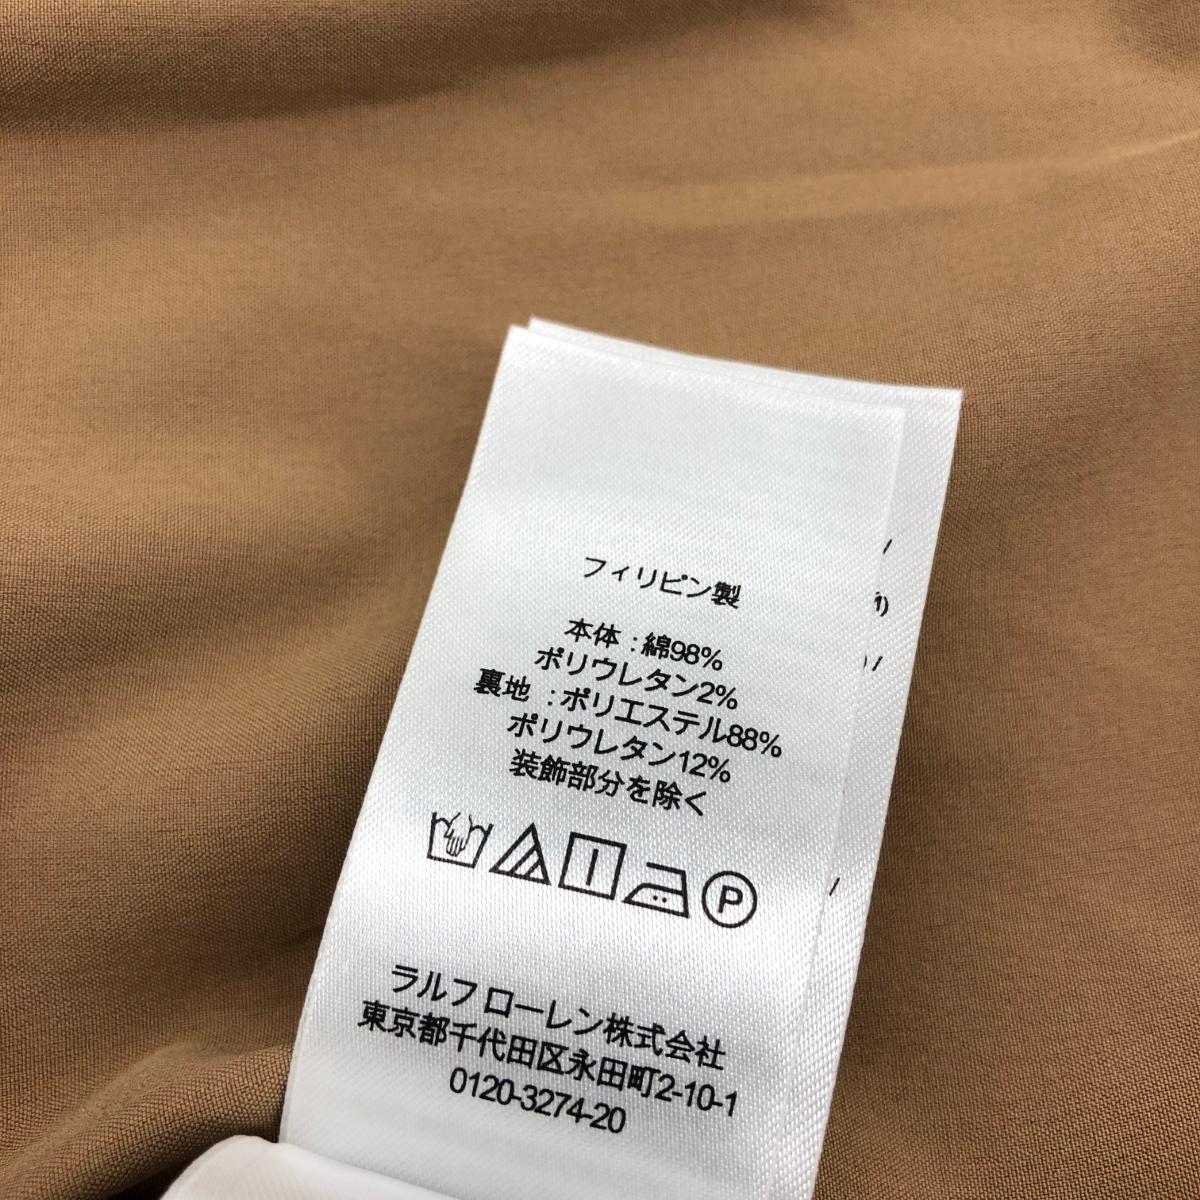 フィリピン製
本体 : 綿98%
ポリウレタン2%
裏地 : ポリエステル88%
ポリウレタン12%
装飾部分を除く
P
ラルフ ローレン株式会社
東京都千代田区永田町2-10-1
0120-3274-20